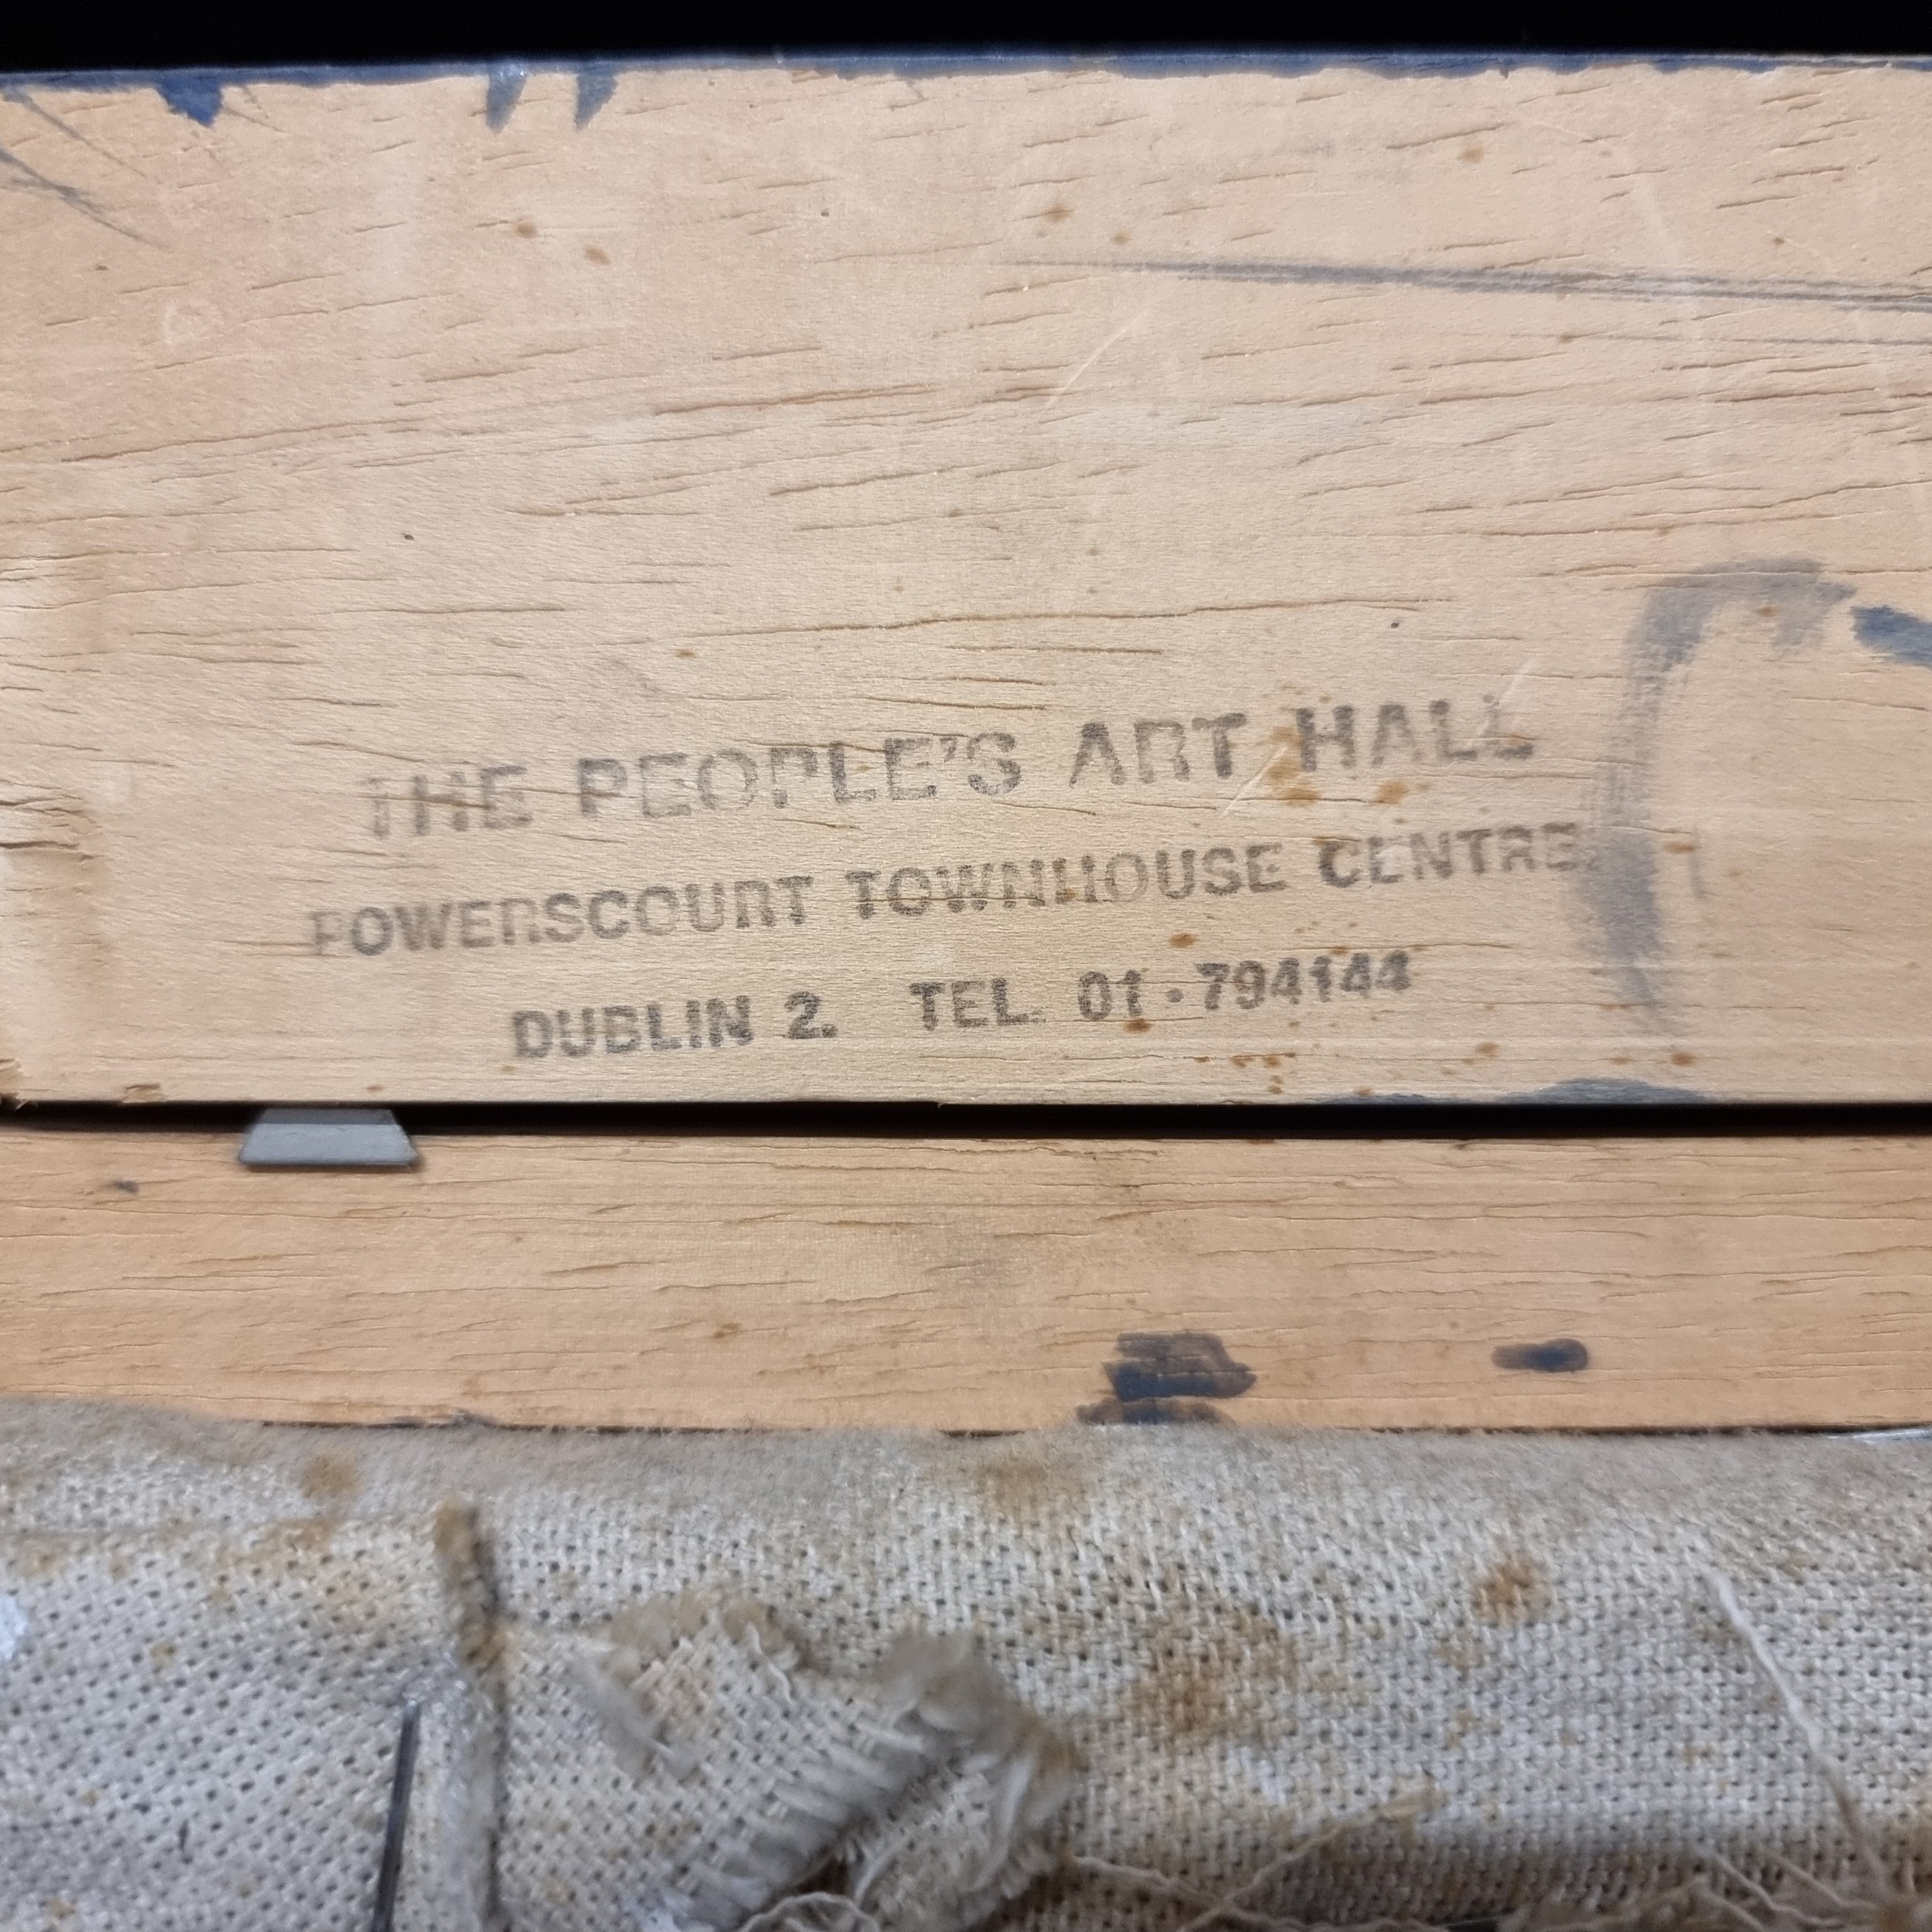 THE PEOPLE'S ART HALL
POWERSCOURT TOWNHOUSE CENTRE
DUBLIN 2. TEL. 01·794144